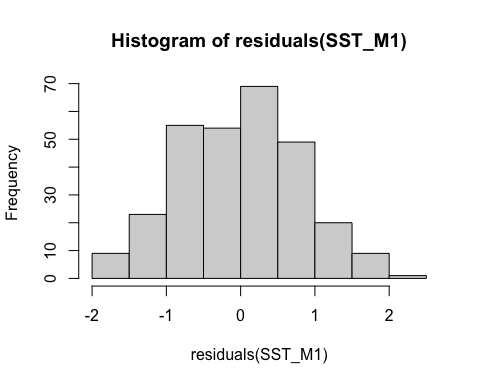 Histogram of residuals(SST_M1)
Frequency
70
50
30
10
0
-2 -1 0 1 2
residuals(SST_M1)